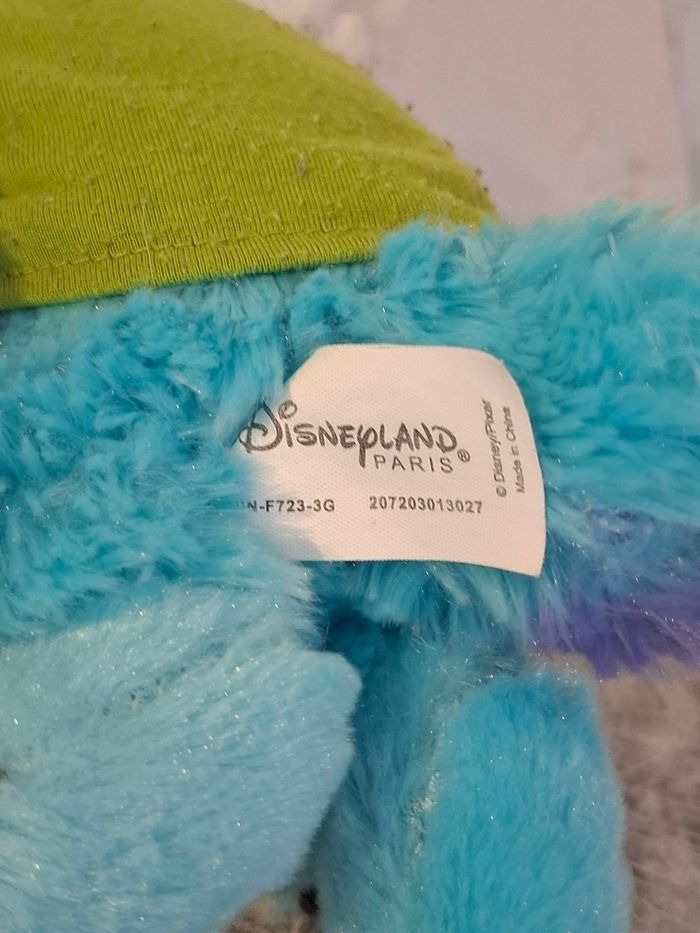 Disneyland
PARIS®
N-F723-3G 207203013027
© Disney/Pixar
Made in China